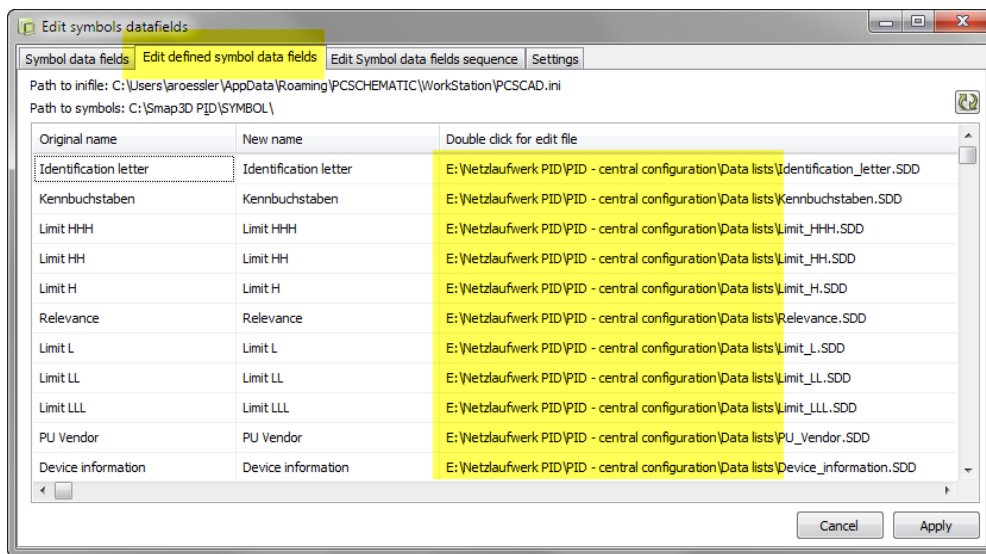 Edit symbols datafields
Symbol data fields Edit defined symbol data fields Edit Symbol data fields sequence Settings
Path to inifile: C:\Users\aroessler\AppData\Roaming\PCSCHEMATIC\WorkStation\PCSCAD.ini
Path to symbols: C:\Smap3D PID\SYMBOL\
Original name New name Double click for edit file
Identification letter Identification letter E:\Netzlaufwerk PID\PID - central configuration\Data lists\Identification_letter.SDD
Kennbuchstaben Kennbuchstaben E:\Netzlaufwerk PID\PID - central configuration\Data lists\Kennbuchstaben.SDD
Limit HHH Limit HHH E:\Netzlaufwerk PID\PID - central configuration\Data lists\Limit_HHH.SDD
Limit HH Limit HH E:\Netzlaufwerk PID\PID - central configuration\Data lists\Limit_HH.SDD
Limit H Limit H E:\Netzlaufwerk PID\PID - central configuration\Data lists\Limit_H.SDD
Relevance Relevance E:\Netzlaufwerk PID\PID - central configuration\Data lists\Relevance.SDD
Limit L Limit L E:\Netzlaufwerk PID\PID - central configuration\Data lists\Limit_L.SDD
Limit LL Limit LL E:\Netzlaufwerk PID\PID - central configuration\Data lists\Limit_LL.SDD
Limit LLL Limit LLL E:\Netzlaufwerk PID\PID - central configuration\Data lists\Limit_LLL.SDD
PU Vendor PU Vendor E:\Netzlaufwerk PID\PID - central configuration\Data lists\PU_Vendor.SDD
Device information Device information E:\Netzlaufwerk PID\PID - central configuration\Data lists\Device_information.SDD
Cancel Apply